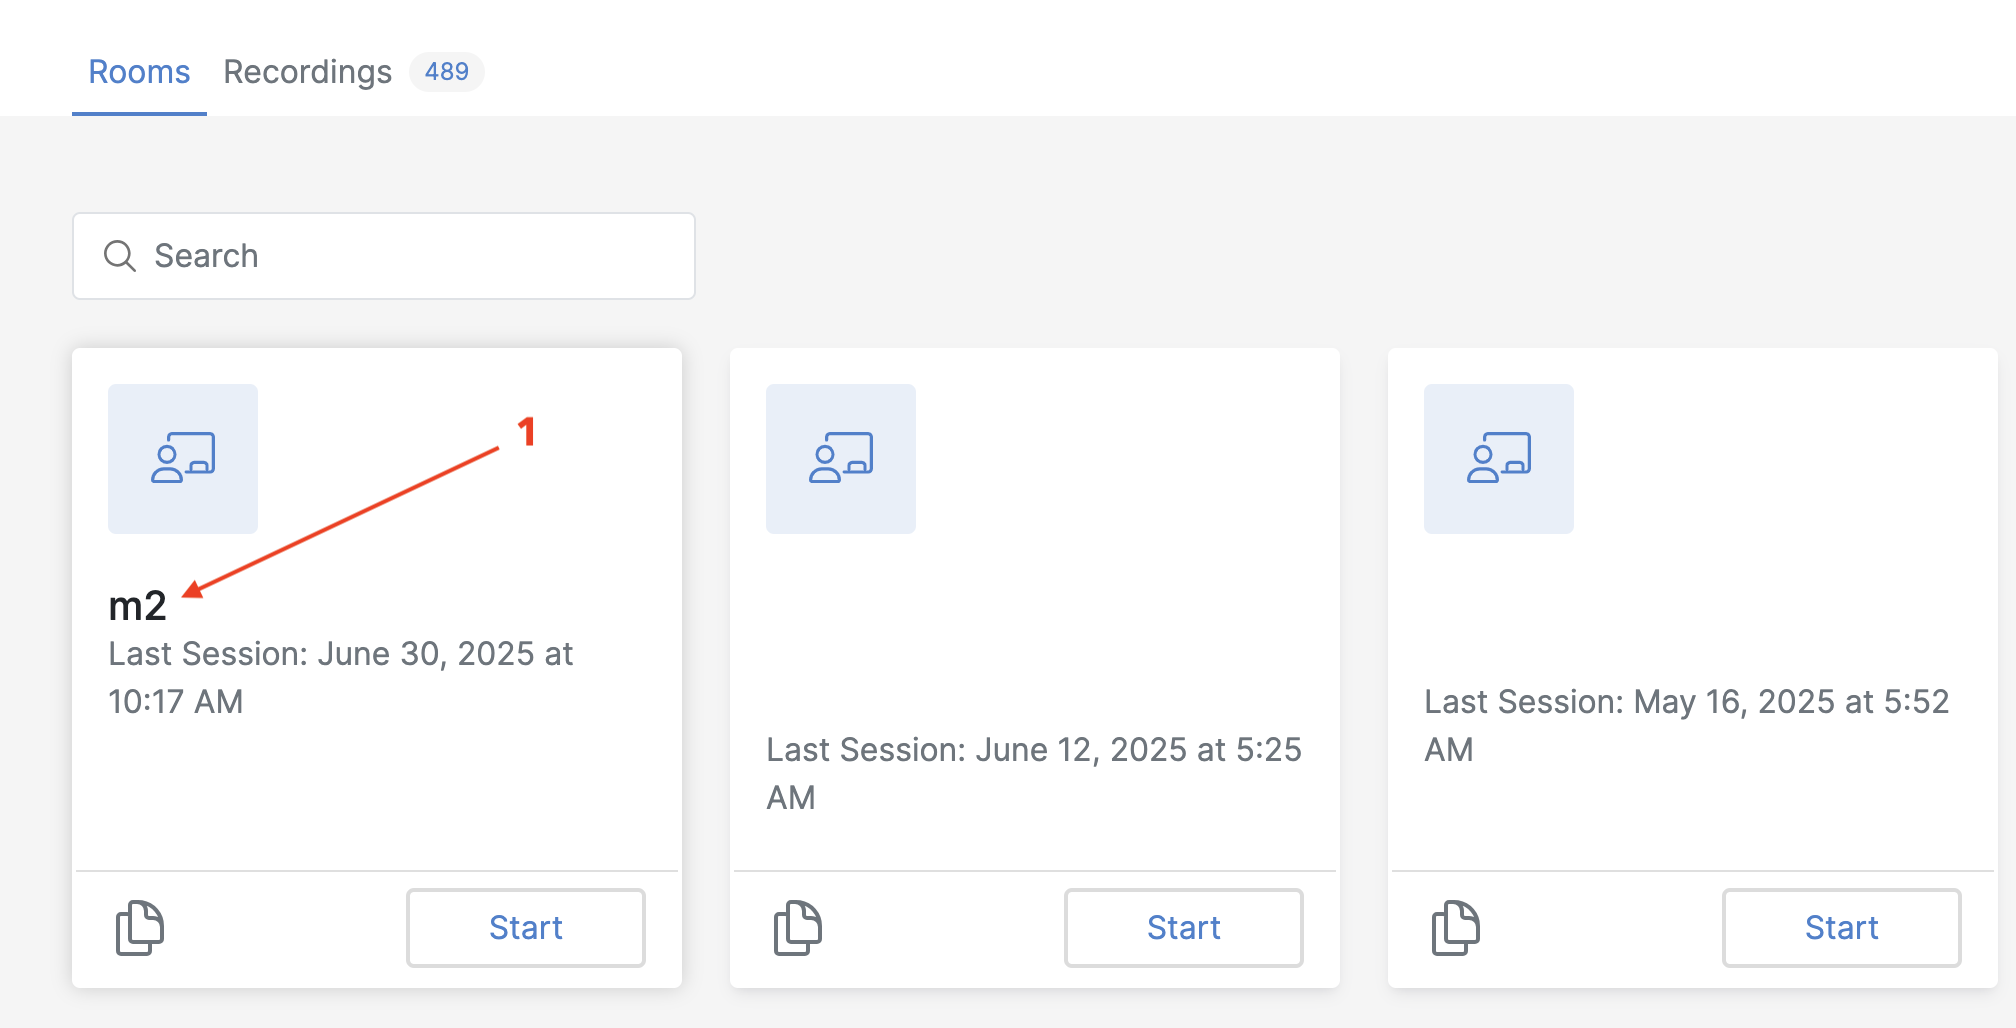 Rooms Recordings 489
Search
1
m2
Last Session: June 30, 2025 at
10:17 AM
Start
Last Session: June 12, 2025 at 5:25
AM
Start
Last Session: May 16, 2025 at 5:52
AM
Start